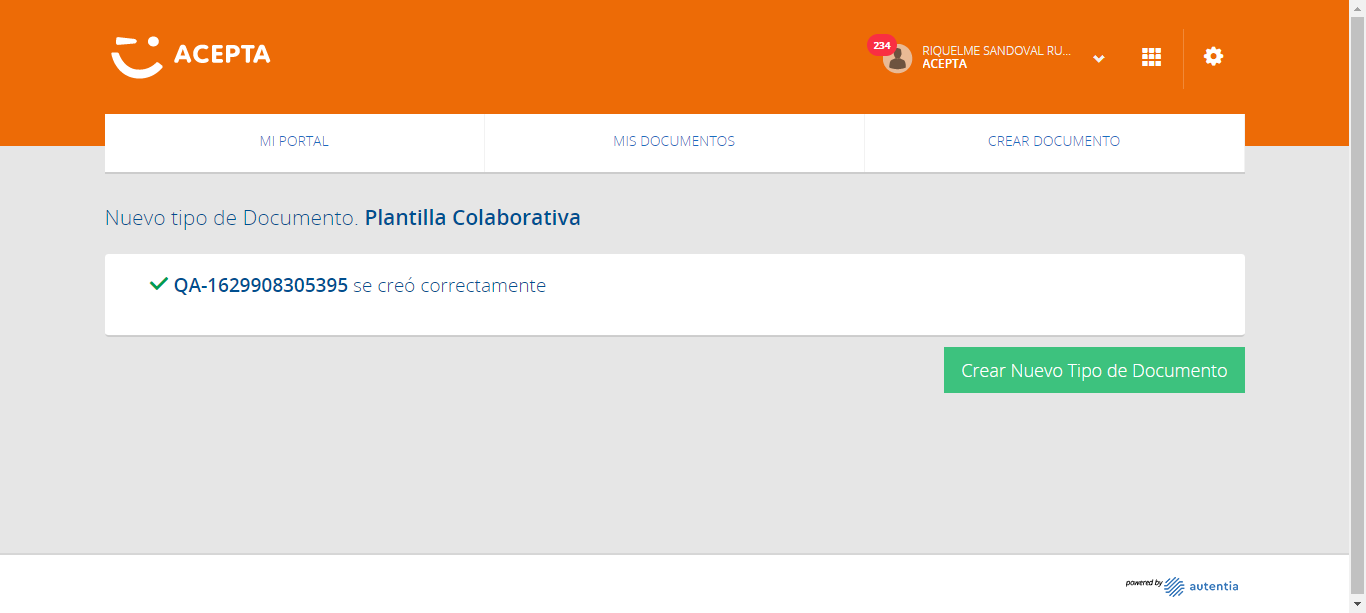 ACEPTA
234
RIQUELME SANDOVAL RU...
ACEPTA
MI PORTAL
MIS DOCUMENTOS
CREAR DOCUMENTO
Nuevo tipo de Documento. Plantilla Colaborativa
QA-1629908305395 se creó correctamente
Crear Nuevo Tipo de Documento
powered by autentia